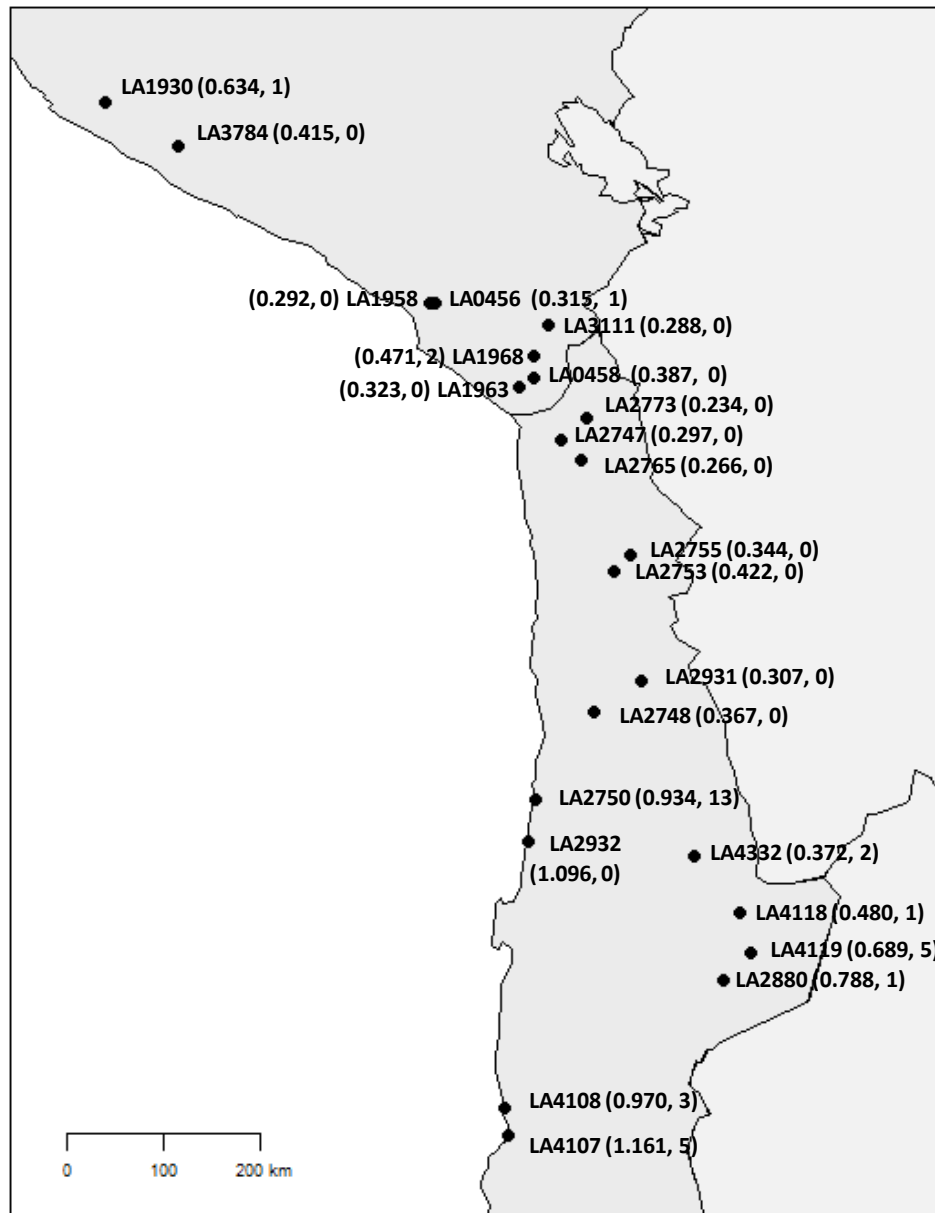 LA1930 (0.634, 1)
LA3784 (0.415, 0)
(0.292, 0) LA1958 LA0456 (0.315, 1)
LA3111 (0.288, 0)
(0.471, 2) LA1968
LA0458 (0.387, 0)
(0.323, 0) LA1963
LA2773 (0.234, 0)
LA2747 (0.297, 0)
LA2765 (0.266, 0)
LA2755 (0.344, 0)
LA2753 (0.422, 0)
LA2931 (0.307, 0)
LA2748 (0.367, 0)
LA2750 (0.934, 13)
LA2932
(1.096, 0)
LA4332 (0.372, 2)
LA4118 (0.480, 1)
LA4119 (0.689, 5)
LA2880 (0.788, 1)
LA4108 (0.970, 3)
LA4107 (1.161, 5)
0 100 200 km